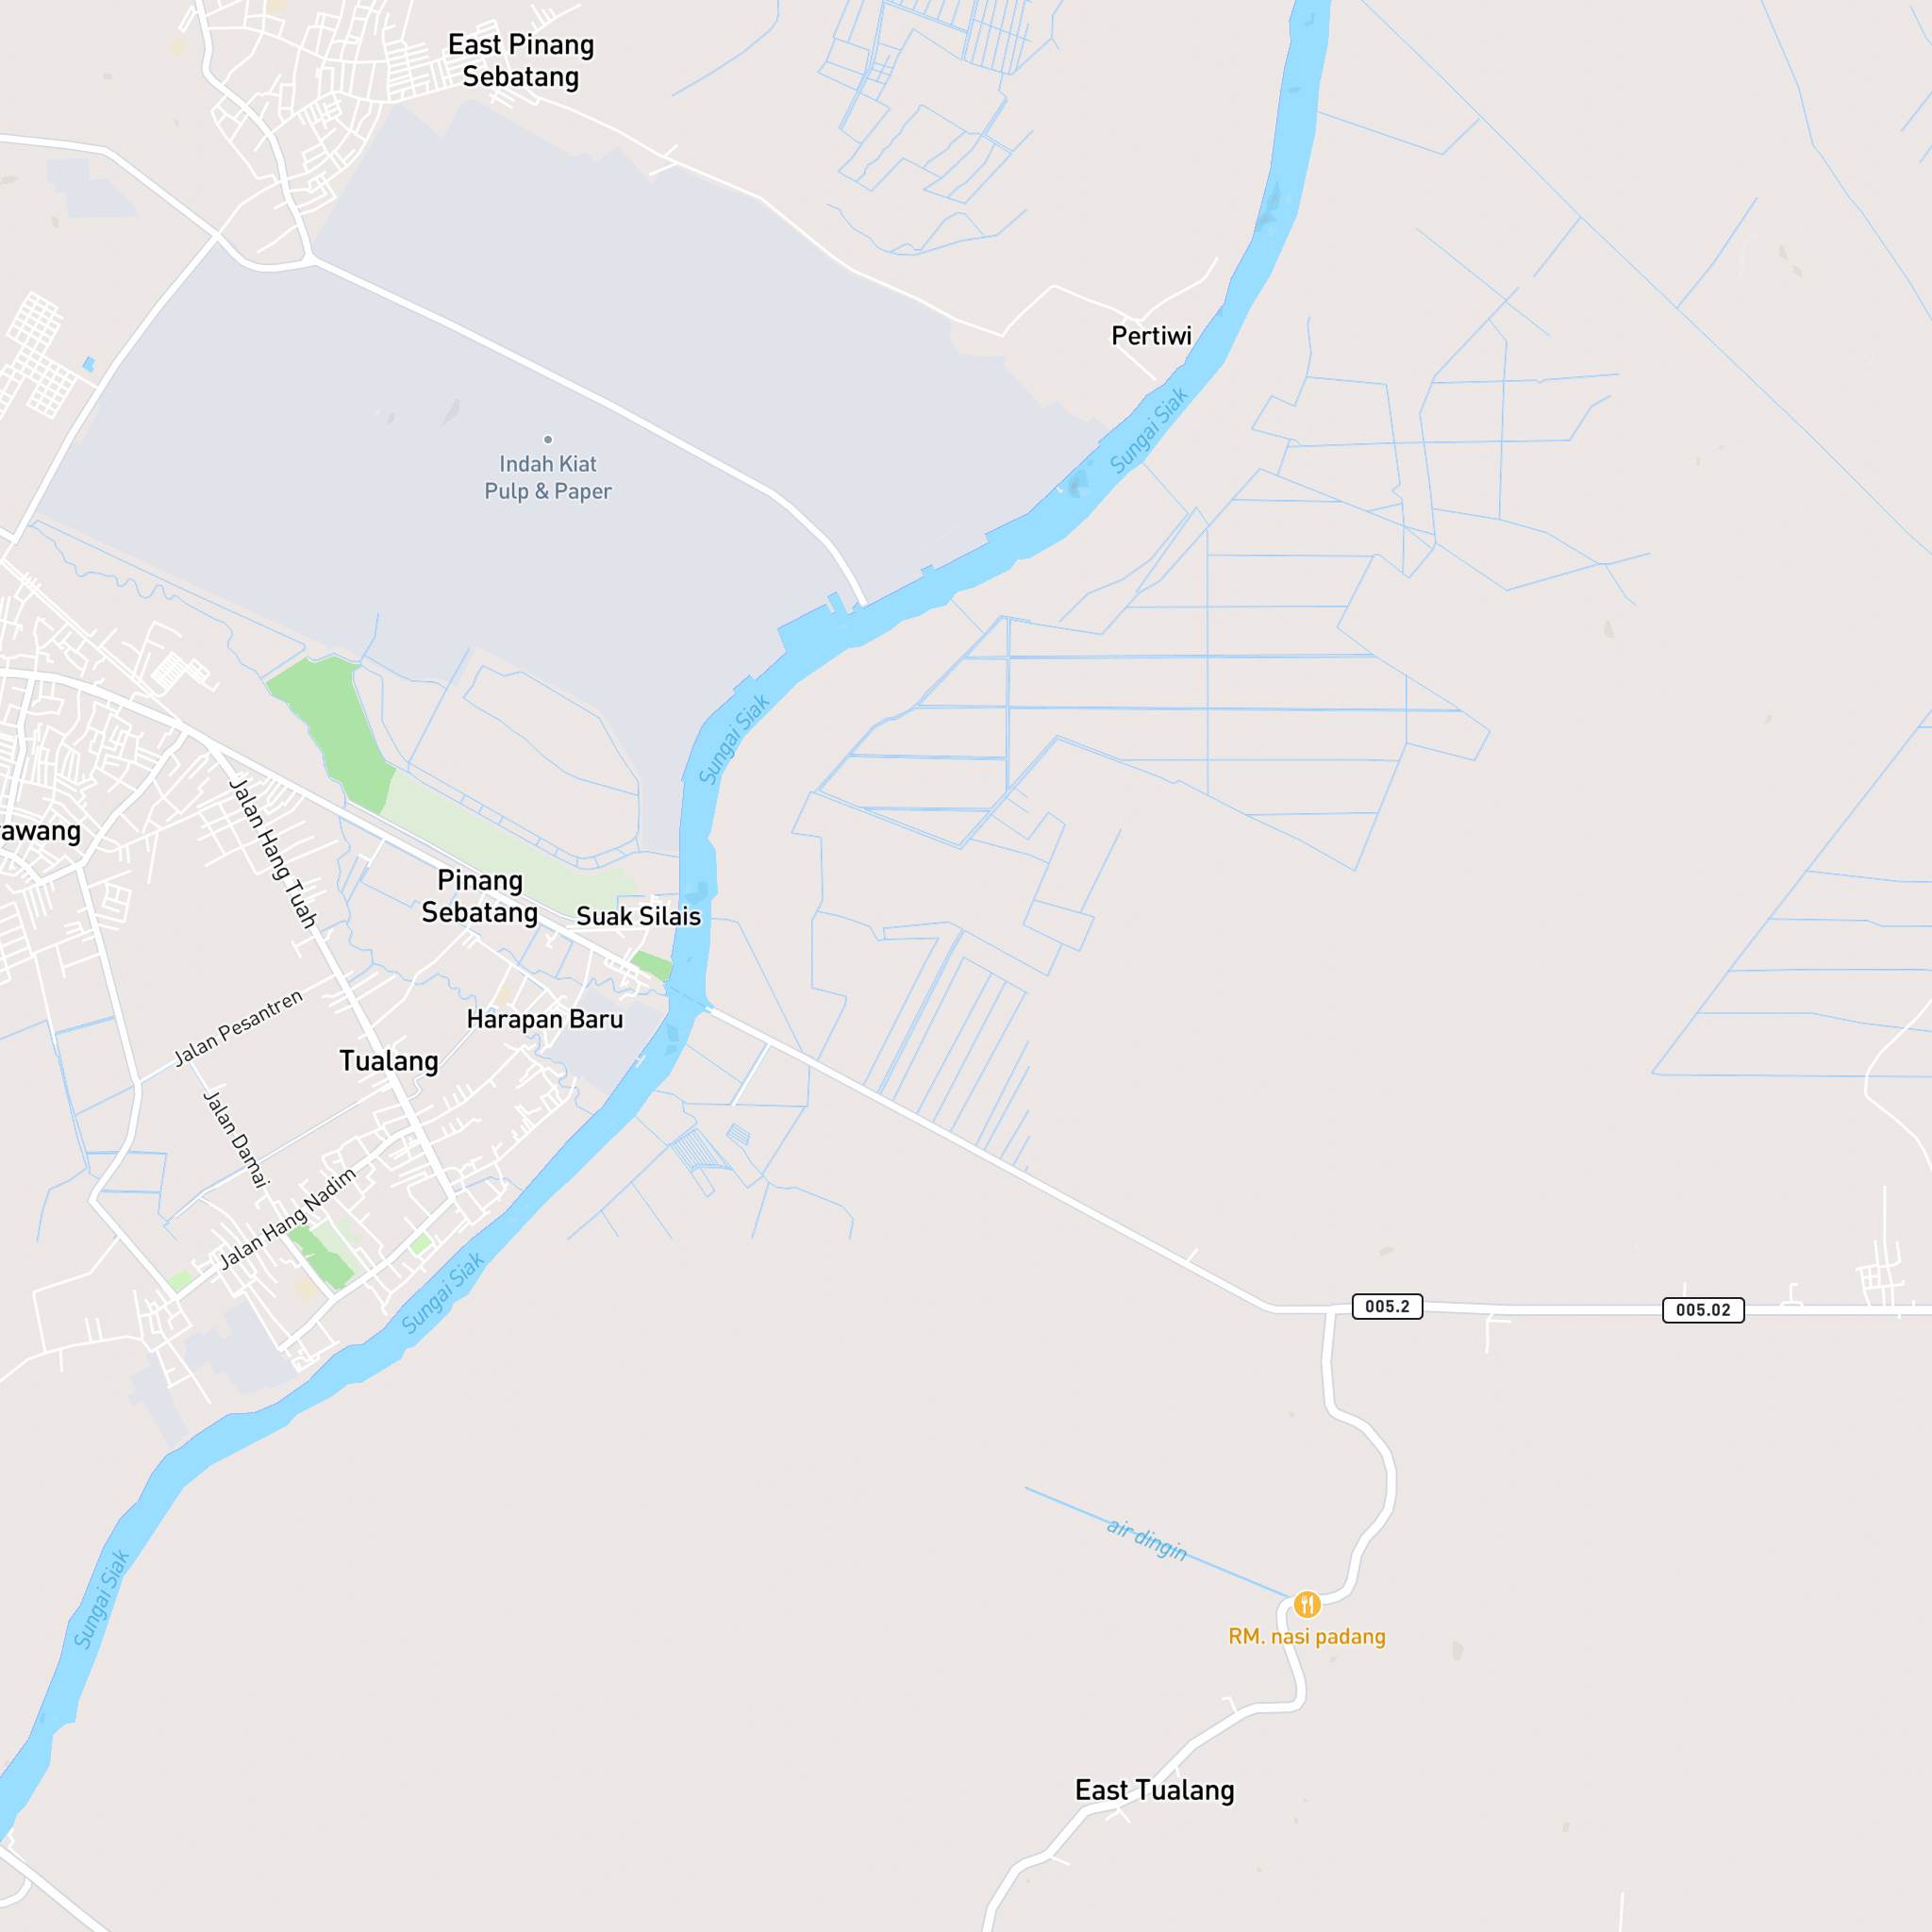 East Pinang
Sebatang
Pertiwi
Sungai Siak
Indah Kiat
Pulp & Paper
Sungai Siak
Jalan Hang Tuah
awang
Pinang
Sebatang
Suak Silais
Jalan Pesantren
Harapan Baru
Tualang
Jalan Damai
Jalan Hang Nadim
Sungai Siak
005.2
005.02
air dingin
Sungai Siak
RM. nasi padang
East Tualang